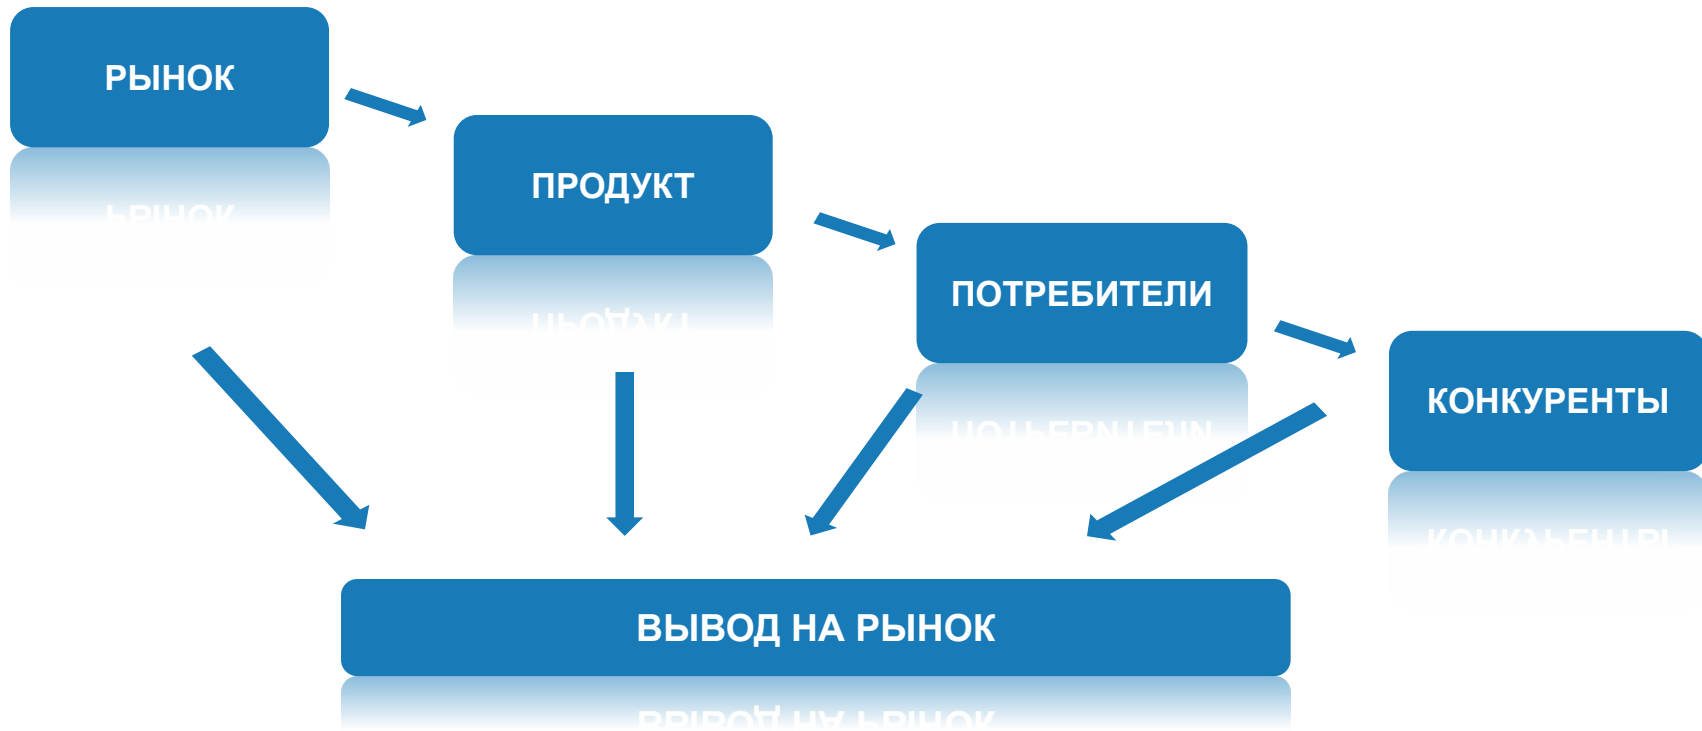 РЫНОК
ПРОДУКТ
ПОТРЕБИТЕЛИ
КОНКУРЕНТЫ
ВЫВОД НА РЫНОК